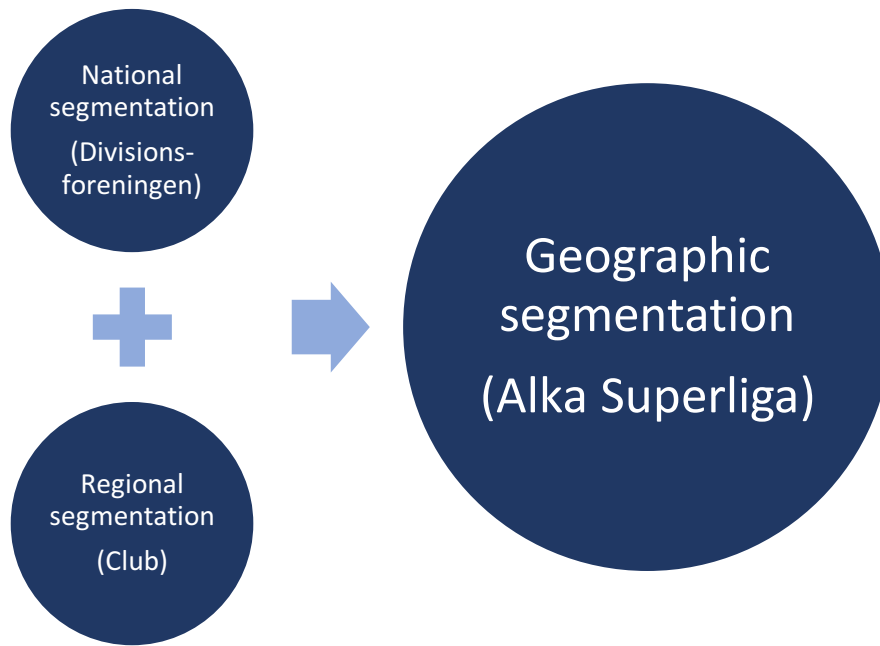 National
segmentation
(Divisions-
foreningen)
Regional
segmentation
(Club)
Geographic
segmentation
(Alka Superliga)